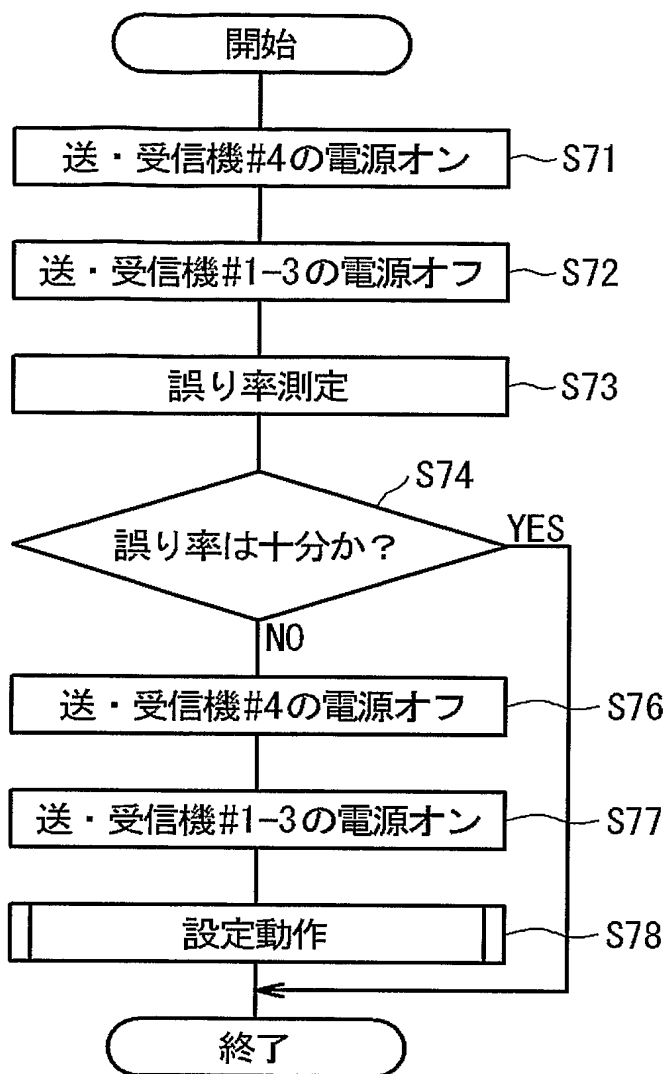 開始
送・受信機#4の電源オン
S71
送・受信機#1-3の電源オフ
S72
誤り率測定
S73
S74
誤り率は十分か？
YES
NO
送・受信機#4の電源オフ
S76
送・受信機#1-3の電源オン
S77
設定動作
S78
終了